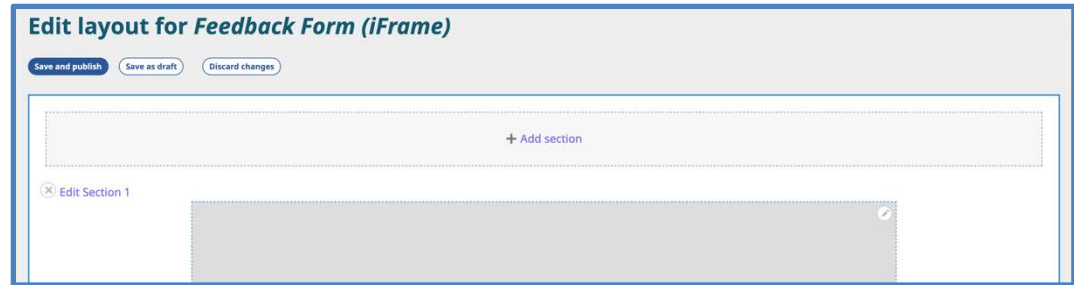 Edit layout for Feedback Form (iFrame)
Save and publish Save as draft Discard changes
+ Add section
Edit Section 1